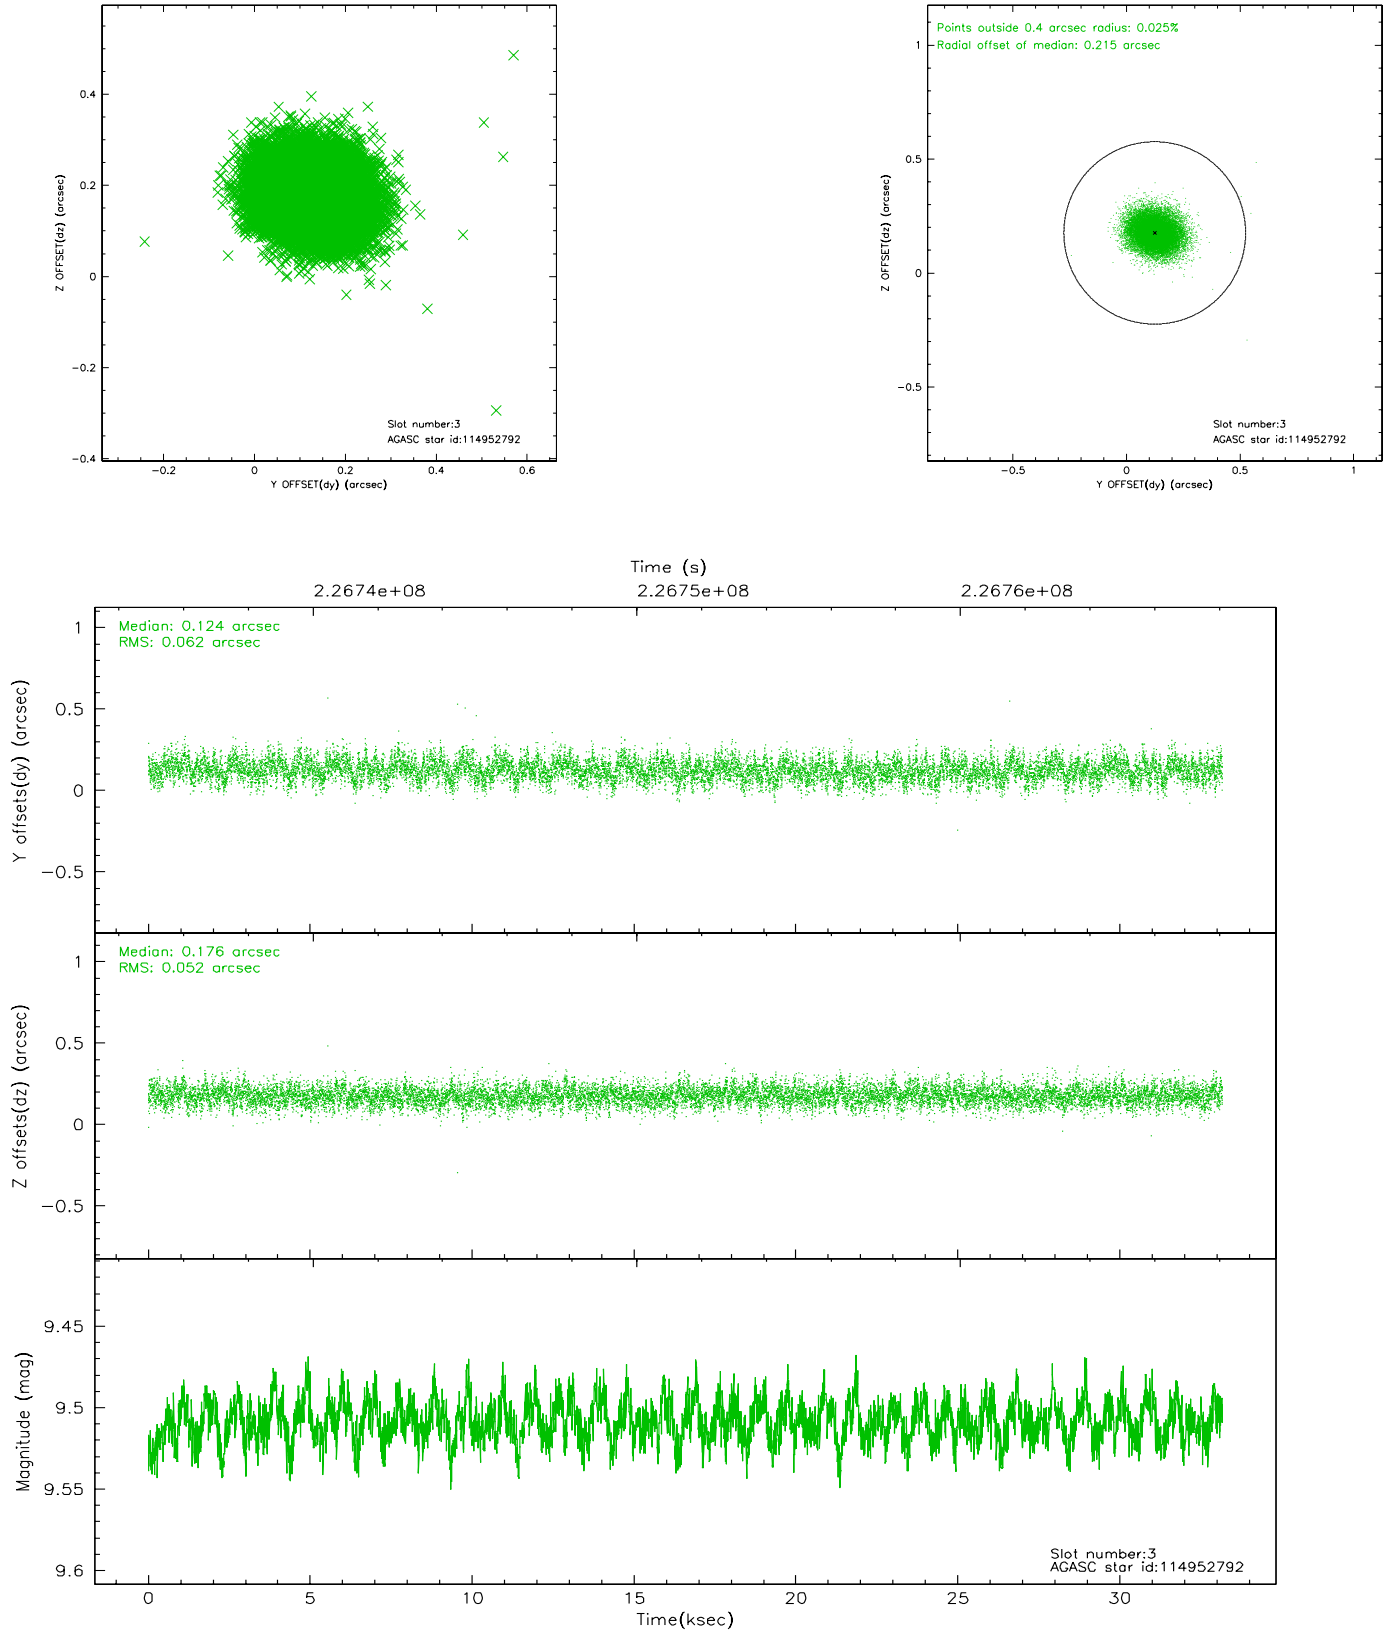 0.4
0.2
0
−0.2
−0.4
Z OFFSET(dz) (arcsec)
−0.2
0
0.2
0.4
0.6
Y OFFSET(dy) (arcsec)
Slot number:3
AGASC star id:114952792
Points outside 0.4 arcsec radius: 0.025%
Radial offset of median: 0.215 arcsec
1
0.5
0
−0.5
Z OFFSET(dz) (arcsec)
−0.5
0
0.5
1
Y OFFSET(dy) (arcsec)
Slot number:3
AGASC star id:114952792
Time (s)
2.2674e+08
2.2675e+08
2.2676e+08
Median: 0.124 arcsec
RMS: 0.062 arcsec
1
0.5
0
−0.5
Y offsets(dy) (arcsec)
Median: 0.176 arcsec
RMS: 0.052 arcsec
1
0.5
0
−0.5
Z offsets(dz) (arcsec)
9.45
9.5
9.55
9.6
Magnitude (mag)
Slot number:3
AGASC star id:114952792
0
5
10
15
20
25
30
Time(ksec)